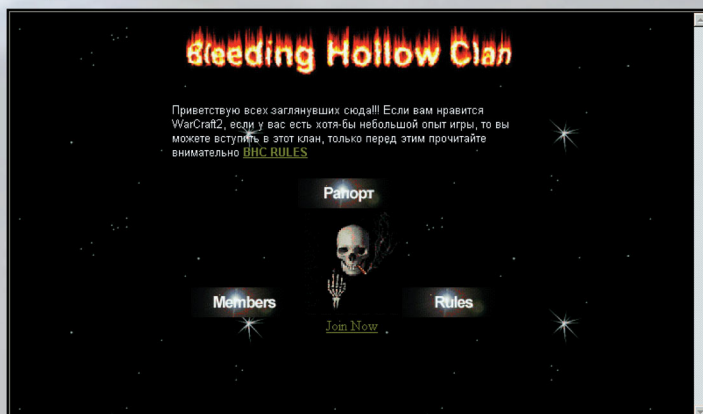 Bleeding Hollow Clan
Приветствую всех заглянувших сюда!!! Если вам нравится
WarCraft2, если у вас есть хотя-бы небольшой опыт игры, то вы
можете вступить в этот клан, только перед этим прочитайте
внимательно BHC RULES
Рапорт
Members
Rules
Join Now